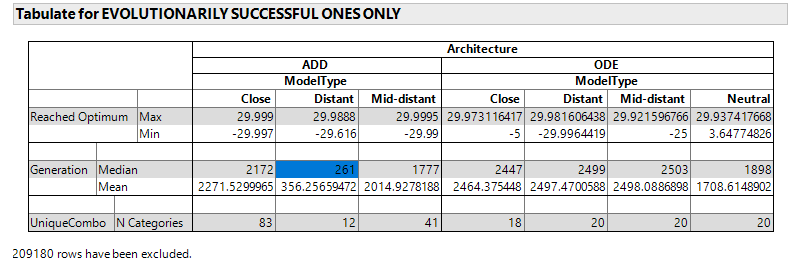 Tabulate for EVOLUTIONARILY SUCCESSFUL ONES ONLY
Architecture
ADD ODE
ModelType ModelType
Close Distant Mid-distant Close Distant Mid-distant Neutral
Reached Optimum Max 29.999 29.9888 29.9995 29.973116417 29.981606438 29.921596766 29.937417668
Min -29.997 -29.616 -29.99 -5 -29.9964419 -25 3.64774826
Generation Median 2172 261 1777 2447 2499 2503 1898
Mean 2271.5299965 356.25659472 2014.9278188 2464.375448 2497.4700588 2498.0886898 1708.6148902
UniqueCombo N Categories 83 12 41 18 20 20 20
209180 rows have been excluded.